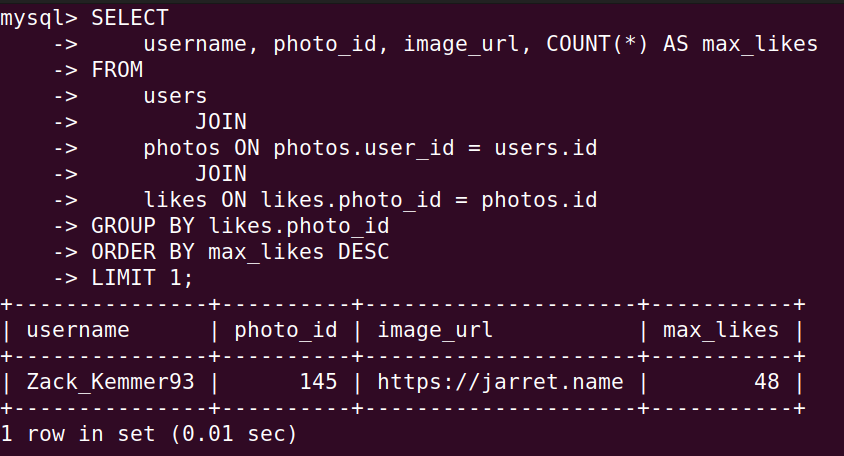 mysql> SELECT
    ->     username, photo_id, image_url, COUNT(*) AS max_likes
    -> FROM
    ->     users
    ->         JOIN
    ->     photos ON photos.user_id = users.id
    ->         JOIN
    ->     likes ON likes.photo_id = photos.id
    -> GROUP BY likes.photo_id
    -> ORDER BY max_likes DESC
    -> LIMIT 1;
+---------------+----------+---------------------+-----------+
| username      | photo_id | image_url           | max_likes |
+---------------+----------+---------------------+-----------+
| Zack_Kemmer93 |      145 | https://jarret.name |        48 |
+---------------+----------+---------------------+-----------+
1 row in set (0.01 sec)